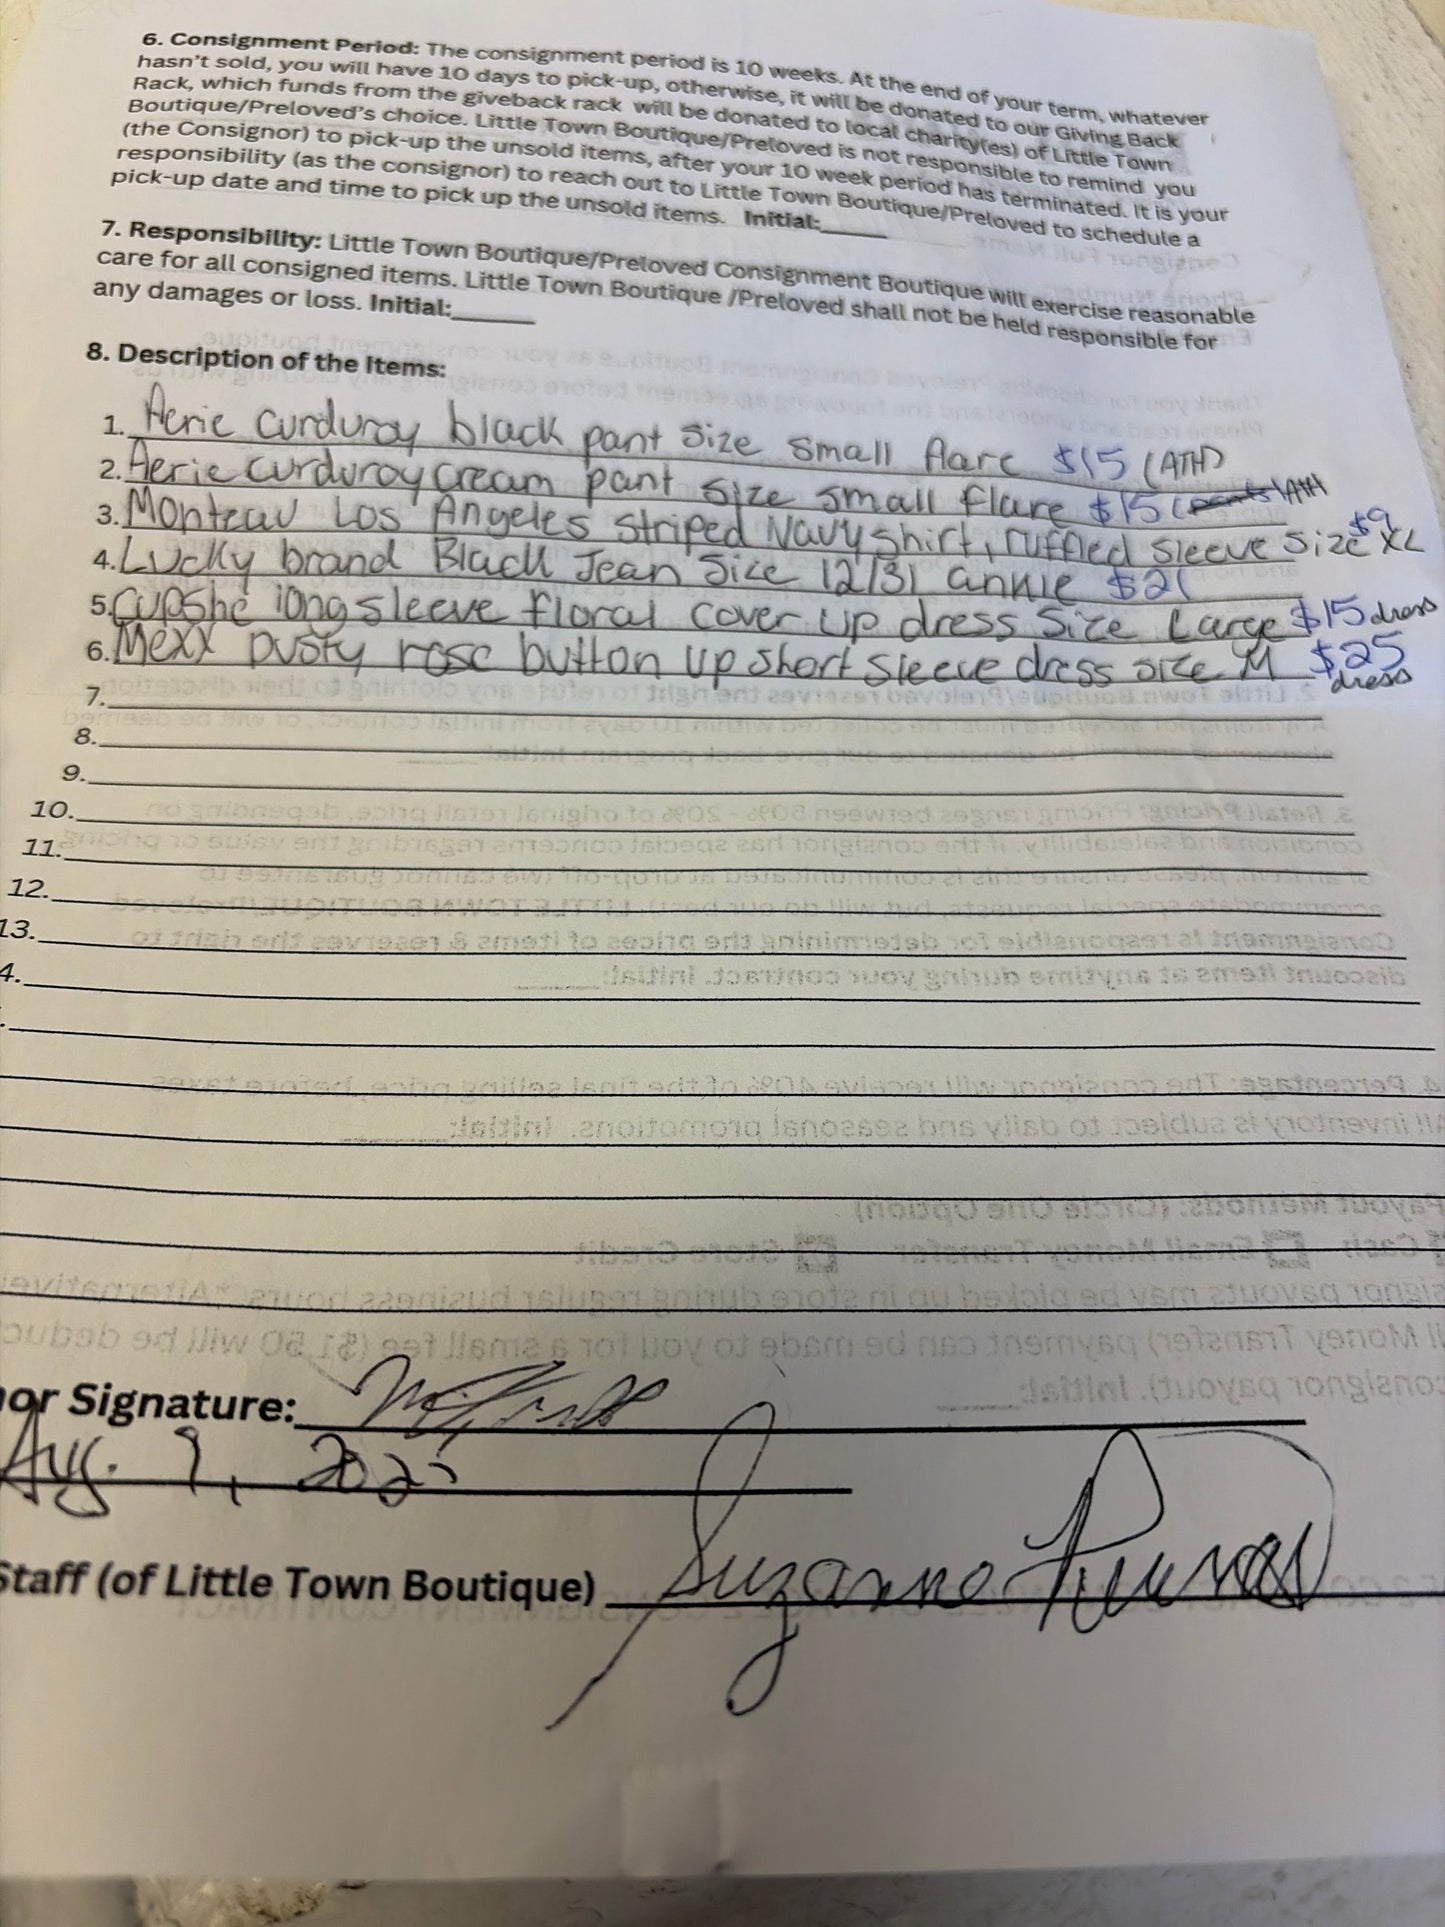 6. Consignment Period: The consignment period is 10 weeks. At the end of your term, whatever
hasn't sold, you will have 10 days to pick-up, otherwise, it will be donated to our Giving Back
Rack, which funds from the giveback rack will be donated to local charity(es) of Little Town
Boutique/Preloved's choice. Little Town Boutique/Preloved is not responsible to remind you
(the Consignor) to pick-up the unsold items, after your 10 week period has terminated. It is your
responsibility (as the consignor) to reach out to Little Town Boutique/Preloved to schedule a
pick-up date and time to pick up the unsold items. Initial:
7. Responsibility: Little Town Boutique/Preloved Consignment Boutique will exercise reasonable
care for all consigned items. Little Town Boutique /Preloved shall not be held responsible for
any damages or loss. Initial:
8. Description of the Items:
1. Aerie curduroy black pant size small flare $15 (ATH)
2. Aerie curduroy cream pant size small flare $15 (ATH
3. Monteau Los Angeles striped Navy shirt, ruffled sleeve size XL $9
4. Lucky brand Black Jean Size 12/31 annie $21
5. Cupshe long sleeve floral cover up dress Size Large $15 dress
6. Mexx Dusty rose button up short sleeve dress size M $25 dress
7.
8.
9.
10.
11.
12.
13.
4.
.
or Signature:
Aug. 9, 2025
Staff (of Little Town Boutique) Suzanne